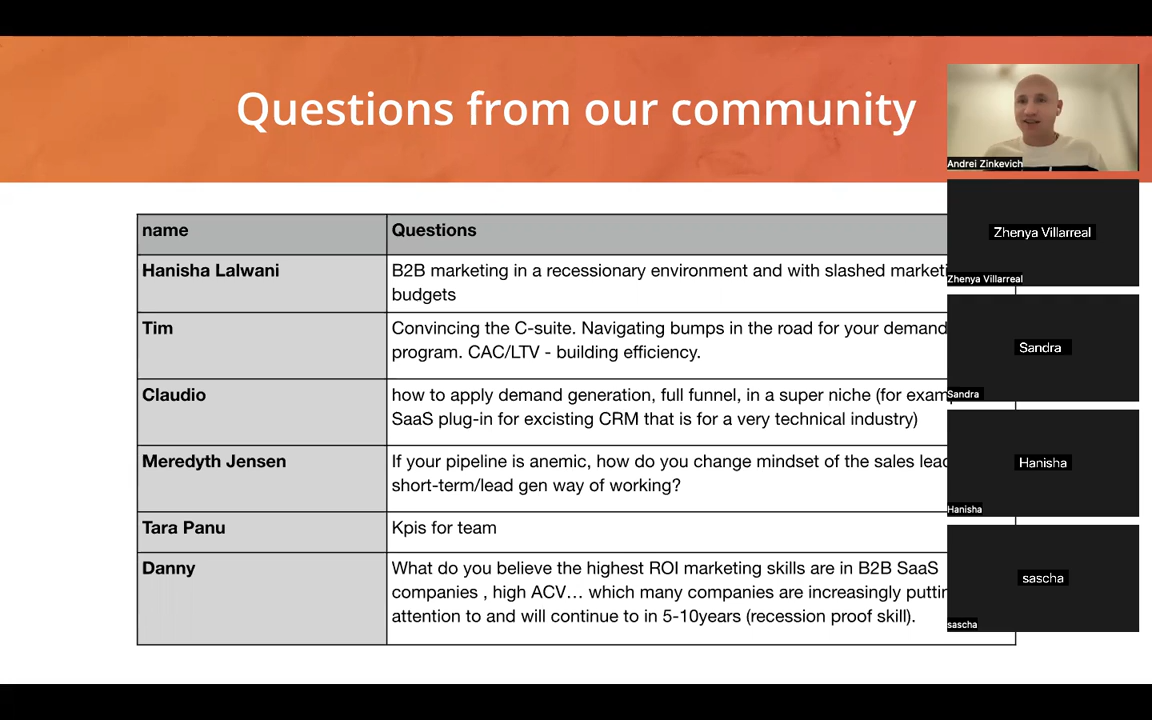 Questions from our community
name
Questions
Hanisha Lalwani
B2B marketing in a recessionary environment and with slashed
budgets
Tim
Convincing the C-suite. Navigating bumps in the road for your demand
program. CAC/LTV - building efficiency.
Claudio
how to apply demand generation, full funnel, in a super niche (for
SaaS plug-in for excisting CRM that is for a very technical industry)
Meredyth Jensen
If your pipeline is anemic, how do you change mindset of the sales
short-term/lead gen way of working?
Tara Panu
Kpis for team
Danny
What do you believe the highest ROI marketing skills are in B2B SaaS
companies , high ACV... which many companies are increasingly
attention to and will continue to in 5-10years (recession proof skill).
Andrei Zinkevich
Zhenya Villarreal
Zhenya Villarreal
Sandra
Sandra
Hanisha
Hanisha
sascha
sascha